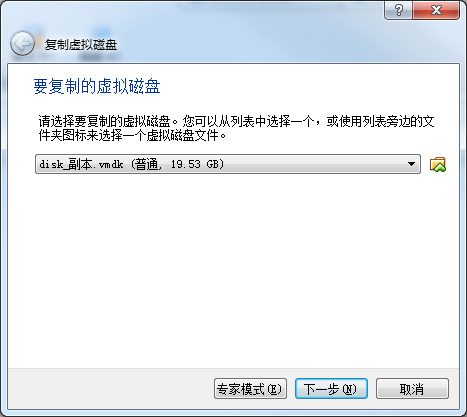 复制虚拟磁盘
要复制的虚拟磁盘
请选择要复制的虚拟磁盘。您可以从列表中选择一个，或使用列表旁边的文
件夹图标来选择一个虚拟磁盘文件。
disk_副本.vmdk (普通, 19.53 GB)
专家模式(E) 下一步(N) 取消